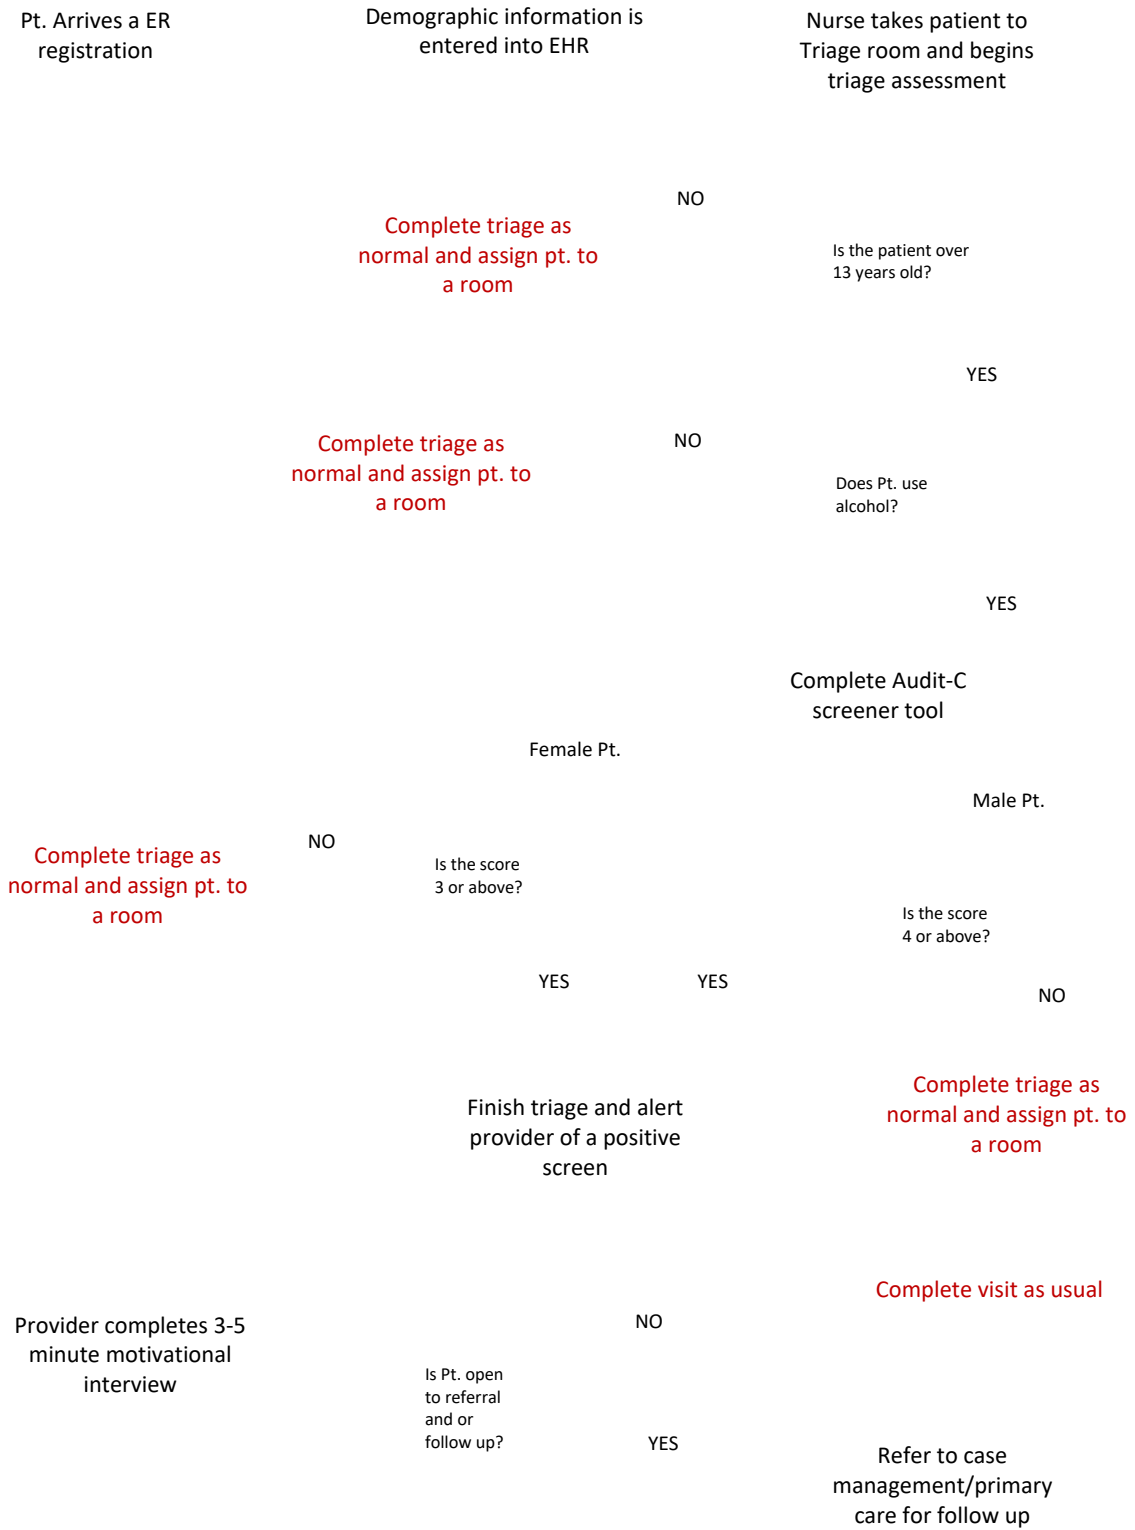 Pt. Arrives a ER
registration
Demographic information is
entered into EHR
Nurse takes patient to
Triage room and begins
triage assessment
NO
Complete triage as
normal and assign pt. to
a room
Is the patient over
13 years old?
YES
Complete triage as
normal and assign pt. to
a room
NO
Does Pt. use
alcohol?
YES
Complete Audit-C
screener tool
Female Pt.
Male Pt.
NO
Complete triage as
normal and assign pt. to
a room
Is the score
3 or above?
Is the score
4 or above?
YES
YES
NO
Finish triage and alert
provider of a positive
screen
Complete triage as
normal and assign pt. to
a room
Complete visit as usual
Provider completes 3-5
minute motivational
interview
NO
Is Pt. open
to referral
and or
follow up?
YES
Refer to case
management/primary
care for follow up